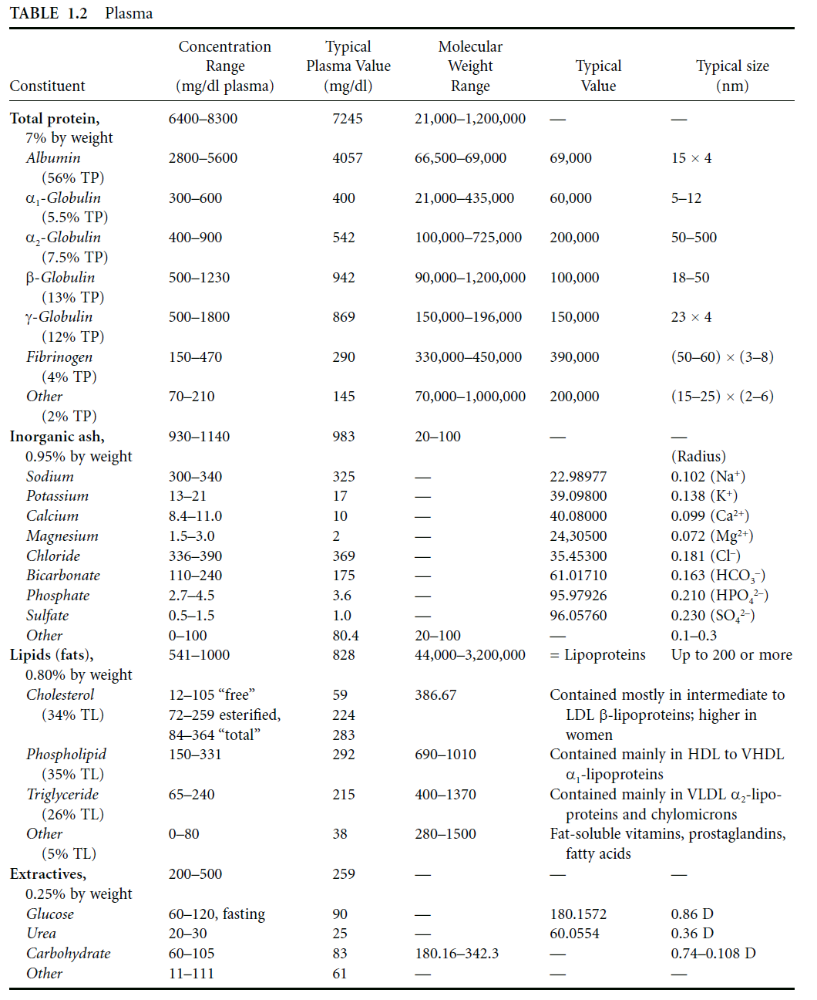 TABLE 1.2 Plasma
Constituent Concentration Range (mg/dl plasma) Typical Plasma Value (mg/dl) Molecular Weight Range Typical Value Typical size (nm)
Total protein, 6400–8300 7245 21,000–1,200,000 — —
7% by weight
Albumin 2800–5600 4057 66,500–69,000 69,000 15 × 4
(56% TP)
α₁-Globulin 300–600 400 21,000–435,000 60,000 5–12
(5.5% TP)
α₂-Globulin 400–900 542 100,000–725,000 200,000 50–500
(7.5% TP)
β-Globulin 500–1230 942 90,000–1,200,000 100,000 18–50
(13% TP)
γ-Globulin 500–1800 869 150,000–196,000 150,000 23 × 4
(12% TP)
Fibrinogen 150–470 290 330,000–450,000 390,000 (50–60) × (3–8)
(4% TP)
Other 70–210 145 70,000–1,000,000 200,000 (15–25) × (2–6)
(2% TP)
Inorganic ash, 930–1140 983 20–100 — —
0.95% by weight (Radius)
Sodium 300–340 325 — 22.98977 0.102 (Na⁺)
Potassium 13–21 17 — 39.09800 0.138 (K⁺)
Calcium 8.4–11.0 10 — 40.08000 0.099 (Ca²⁺)
Magnesium 1.5–3.0 2 — 24,30500 0.072 (Mg²⁺)
Chloride 336–390 369 — 35.45300 0.181 (Cl⁻)
Bicarbonate 110–240 175 — 61.01710 0.163 (HCO₃⁻)
Phosphate 2.7–4.5 3.6 — 95.97926 0.210 (HPO₄²⁻)
Sulfate 0.5–1.5 1.0 — 96.05760 0.230 (SO₄²⁻)
Other 0–100 80.4 20–100 — 0.1–0.3
Lipids (fats), 541–1000 828 44,000–3,200,000 = Lipoproteins Up to 200 or more
0.80% by weight
Cholesterol 12–105 “free” 59 386.67 Contained mostly in intermediate to
(34% TL) 72–259 esterified, 224 LDL β-lipoproteins; higher in
84–364 “total” 283 women
Phospholipid 150–331 292 690–1010 Contained mainly in HDL to VHDL
(35% TL) α₁-lipoproteins
Triglyceride 65–240 215 400–1370 Contained mainly in VLDL α₂-lipo-
(26% TL) proteins and chylomicrons
Other 0–80 38 280–1500 Fat-soluble vitamins, prostaglandins,
(5% TL) fatty acids
Extractives, 200–500 259 — — —
0.25% by weight
Glucose 60–120, fasting 90 — 180.1572 0.86 D
Urea 20–30 25 — 60.0554 0.36 D
Carbohydrate 60–105 83 180.16–342.3 — 0.74–0.108 D
Other 11–111 61 — — —